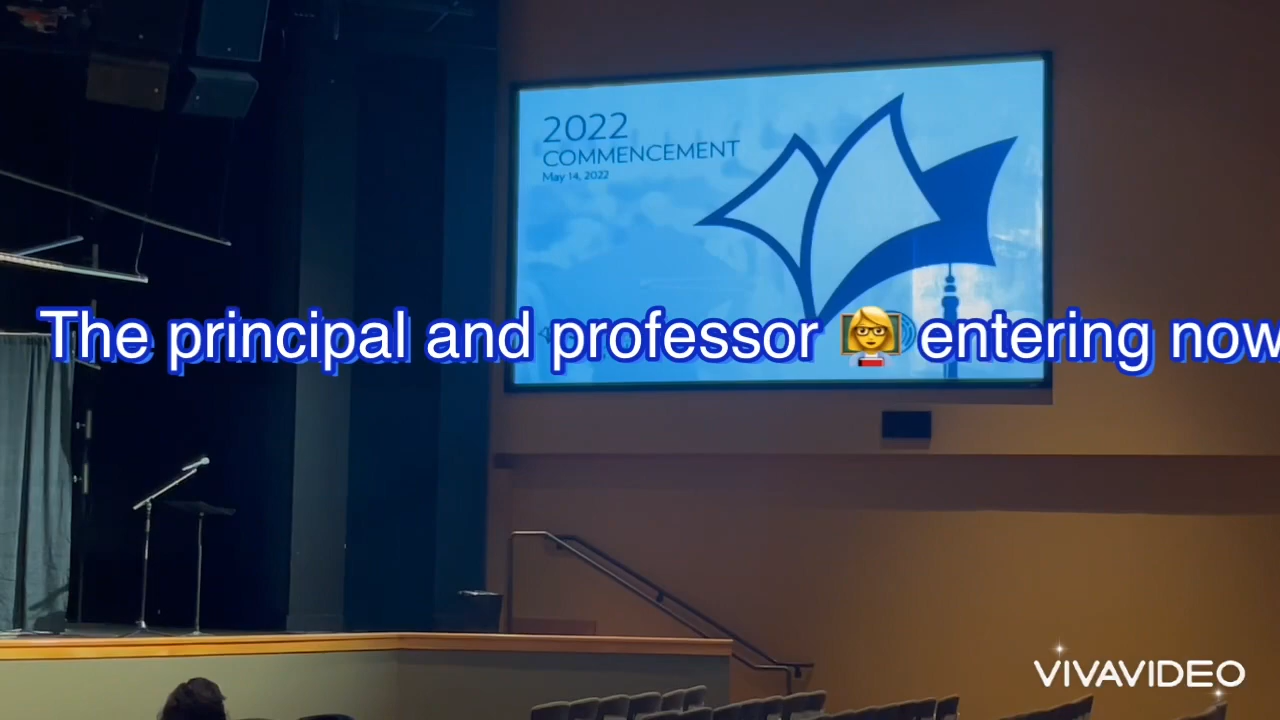 2022
COMMENCEMENT
May 14, 2022
The principal and professor 👩‍🏫 entering now
VIVAVIDEO